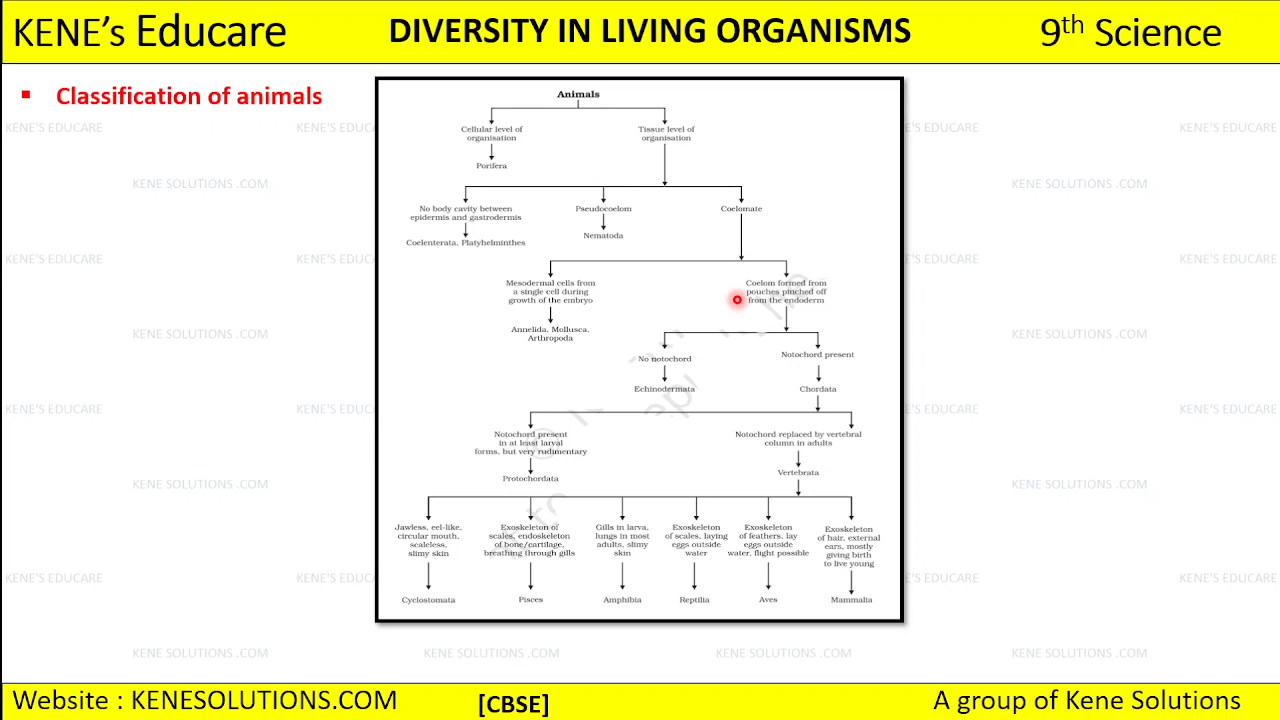 KENE's Educare
DIVERSITY IN LIVING ORGANISMS
9th Science
▪ Classification of animals
Animals
Cellular level of
organisation
Tissue level of
organisation
Porifera
No body cavity between
epidermis and gastrodermis
Pseudocoelom
Coelomate
Coelenterata, Platyhelminthes
Nematoda
Mesodermal cells from
a single cell during
growth of the embryo
Coelom formed from
pouches pinched off
from the endoderm
Annelida, Mollusca,
Arthropoda
No notochord
Notochord present
Echinodermata
Chordata
Notochord present
in at least larval
forms, but very rudimentary
Notochord replaced by vertebral
column in adults
Protochordata
Vertebrata
Jawless, eel-like,
circular mouth,
scaleless,
slimy skin
Exoskeleton of
scales, endoskeleton
of bone/cartilage,
breathing through gills
Gills in larva,
lungs in most
adults, slimy
skin
Exoskeleton
of scales, laying
eggs outside
water
Exoskeleton
of feathers, lay
eggs outside
water, flight possible
Exoskeleton
of hair, external
ears, mostly
giving birth
to live young
Cyclostomata
Pisces
Amphibia
Reptilia
Aves
Mammalia
KENE'S EDUCARE
KENE SOLUTIONS .COM
Website : KENESOLUTIONS.COM
[CBSE]
A group of Kene Solutions